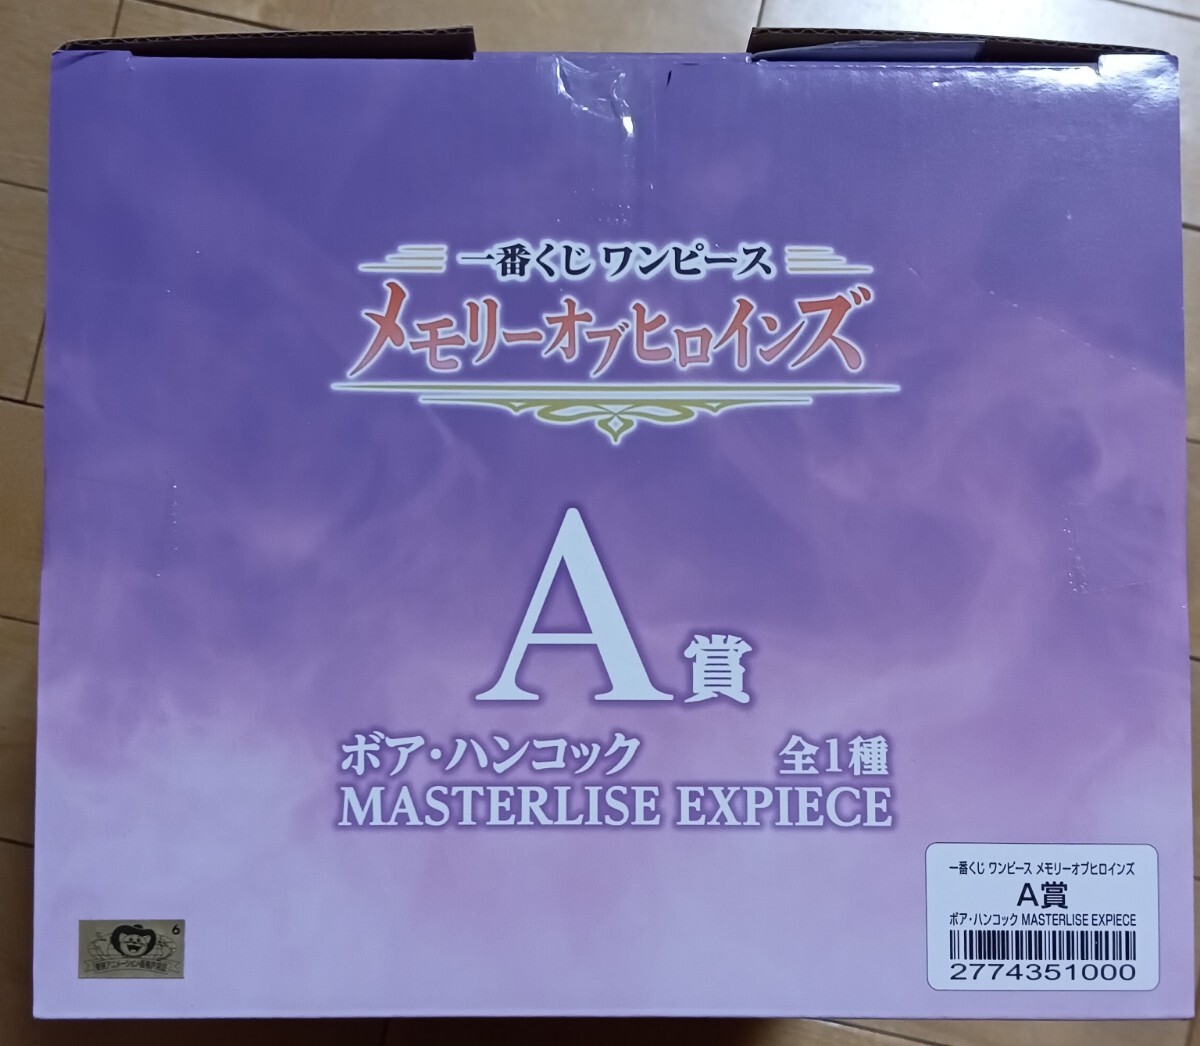 一番くじ ワンピース
メモリーオブヒロインズ
A賞
ボア・ハンコック 全1種
MASTERLISE EXPIECE
一番くじ ワンピース メモリーオブヒロインズ
A賞
ボア・ハンコック MASTERLISE EXPIECE
2774351000
6